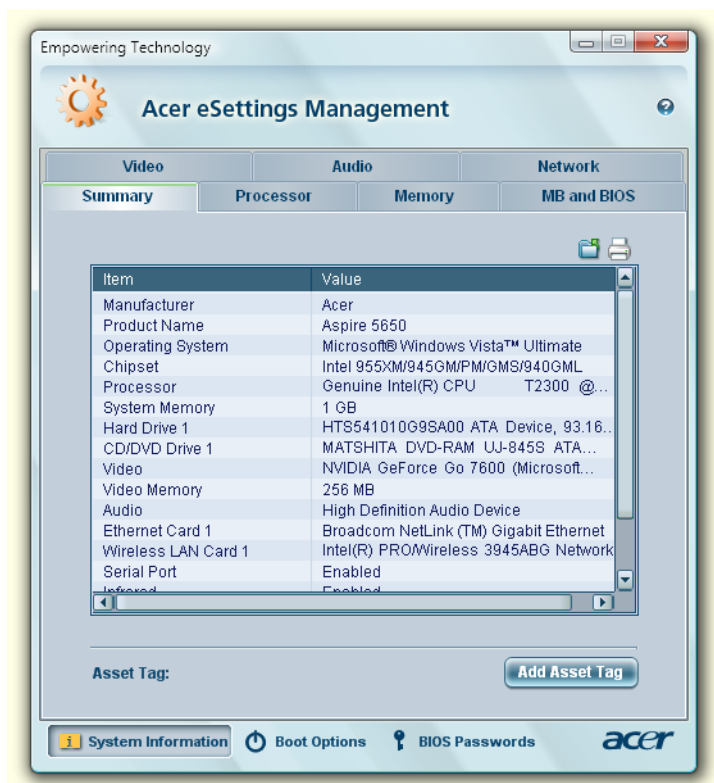 Empowering Technology
Acer eSettings Management
Video Audio Network
Summary Processor Memory MB and BIOS
Item Value
Manufacturer Acer
Product Name Aspire 5650
Operating System Microsoft® Windows Vista™ Ultimate
Chipset Intel 955XM/945GM/PM/GMS/940GML
Processor Genuine Intel(R) CPU T2300 @...
System Memory 1 GB
Hard Drive 1 HTS541010G9SA00 ATA Device, 93.16..
CD/DVD Drive 1 MATSHITA DVD-RAM UJ-845S ATA...
Video NVIDIA GeForce Go 7600 (Microsoft...
Video Memory 256 MB
Audio High Definition Audio Device
Ethernet Card 1 Broadcom NetLink (TM) Gigabit Ethernet
Wireless LAN Card 1 Intel(R) PRO/Wireless 3945ABG Network
Serial Port Enabled
Infrared Enabled
Asset Tag: Add Asset Tag
System Information Boot Options BIOS Passwords acer